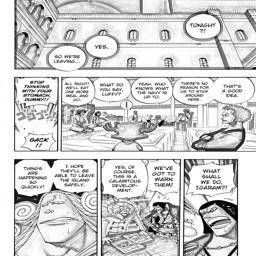 TONIGHT
?!
YES.
SO WE'RE
LEAVING...
THAT'S A
GOOD
IDEA.
THERE'S NO
REASON FOR
US TO STICK
AROUND
HERE.
YEAH, WHO
KNOWS WHAT
THE NAVY IS
UP TO.
WHAT DO
YOU SAY,
LUFFY?
ALL RIGHT!
WE'LL EAT
ONE MORE
MEAL AND
GO.
STOP
THINKING
WITH YOUR
STOMACH,
DUMMY!!
GACK
!!
WHAT
SHALL
WE DO,
IGARAM?!
WE'VE
GOT TO
WARN
THEM!
YES, OF
COURSE.
THIS IS A
CALAMITOUS
DEVELOP-
MENT.
I HOPE
THEY'LL BE
ABLE TO
LEAVE THE
ISLAND
SAFELY.
THINGS
ARE
HAPPENING
SO
QUICKLY!